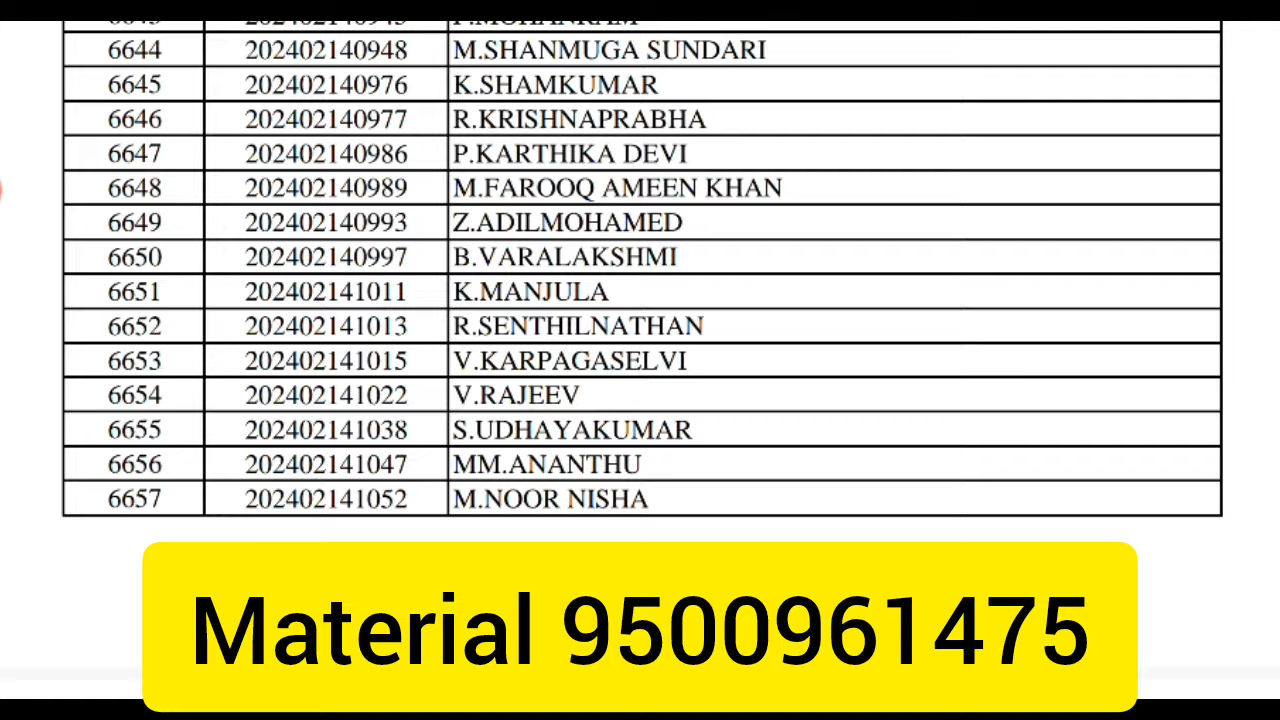 6644 202402140948 M.SHANMUGA SUNDARI
6645 202402140976 K.SHAMKUMAR
6646 202402140977 R.KRISHNAPRABHA
6647 202402140986 P.KARTHIKA DEVI
6648 202402140989 M.FAROOQ AMEEN KHAN
6649 202402140993 Z.ADILMOHAMED
6650 202402140997 B.VARALAKSHMI
6651 202402141011 K.MANJULA
6652 202402141013 R.SENTHILNATHAN
6653 202402141015 V.KARPAGASELVI
6654 202402141022 V.RAJEEV
6655 202402141038 S.UDHAYAKUMAR
6656 202402141047 MM.ANANTHU
6657 202402141052 M.NOOR NISHA
Material 9500961475